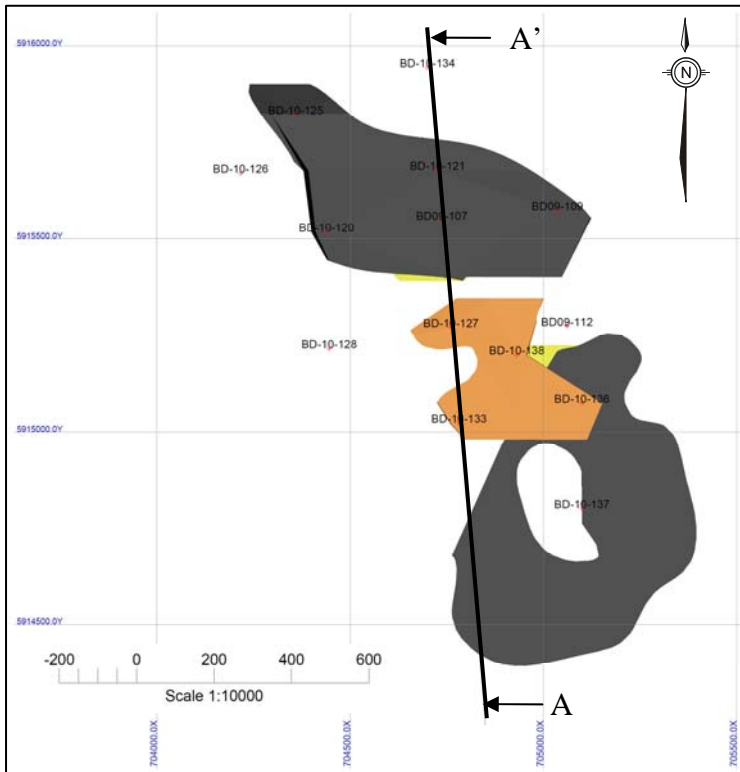 A’
5916000.0Y
BD-10-134
N
BD-10-125
BD-10-126
BD-10-121
BD09-109
BD09-107
BD-10-120
5915500.0Y
BD-10-127
BD09-112
BD-10-128
BD-10-138
BD-10-136
BD-10-133
5915000.0Y
BD-10-137
5914500.0Y
-200 0 200 400 600
Scale 1:10000
A
704000.0X
704500.0X
705000.0X
705500.0X